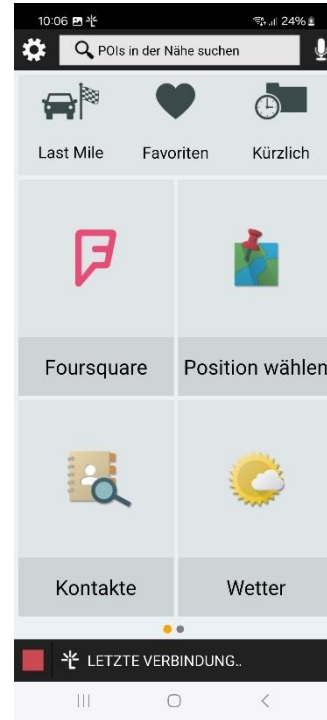 10:06
24%
POIs in der Nähe suchen
Last Mile
Favoriten
Kürzlich
Foursquare
Position wählen
Kontakte
Wetter
LETZTE VERBINDUNG..